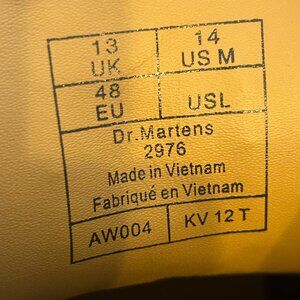 13 14
UK US M
48
EU USL
Dr.Martens
2976
Made in Vietnam
Fabriqué en Vietnam
AW004 KV 12 T